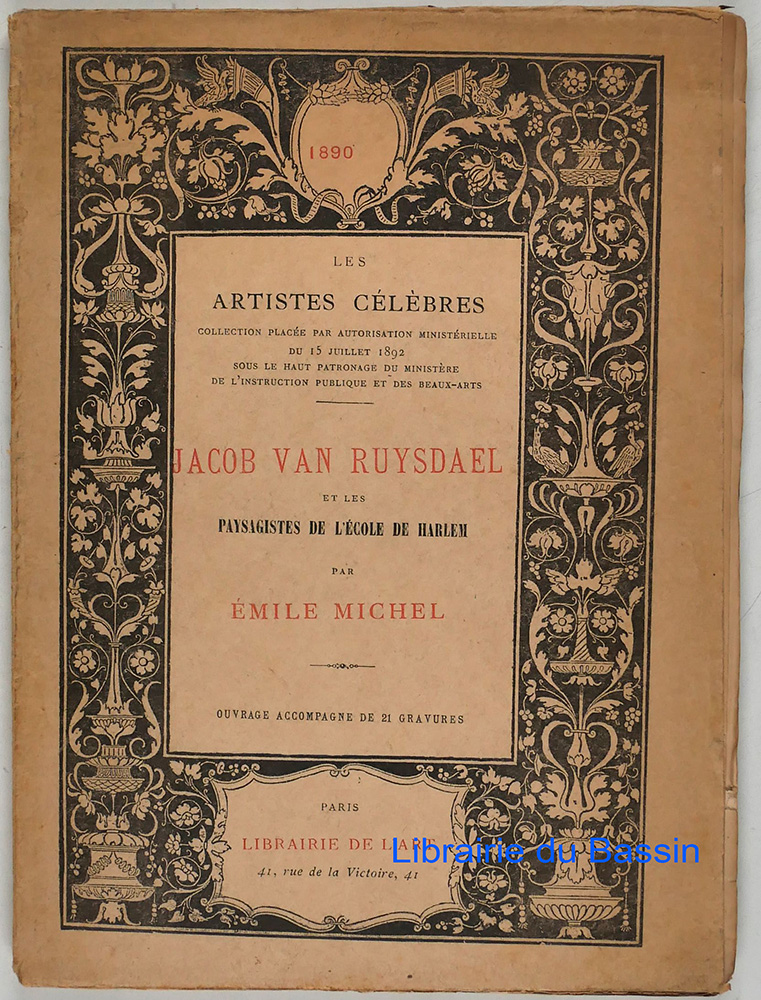 1890
LES
ARTISTES CÉLÈBRES
COLLECTION PLACÉE PAR AUTORISATION MINISTÉRIELLE
DU 15 JUILLET 1892
SOUS LE HAUT PATRONAGE DU MINISTÈRE
DE L'INSTRUCTION PUBLIQUE ET DES BEAUX-ARTS
JACOB VAN RUYSDAEL
ET LES
PAYSAGISTES DE L'ÉCOLE DE HARLEM
PAR
ÉMILE MICHEL
OUVRAGE ACCOMPAGNE DE 21 GRAVURES
PARIS
LIBRAIRIE DE L'ART
41, rue de la Victoire, 41
Librairie du Bassin